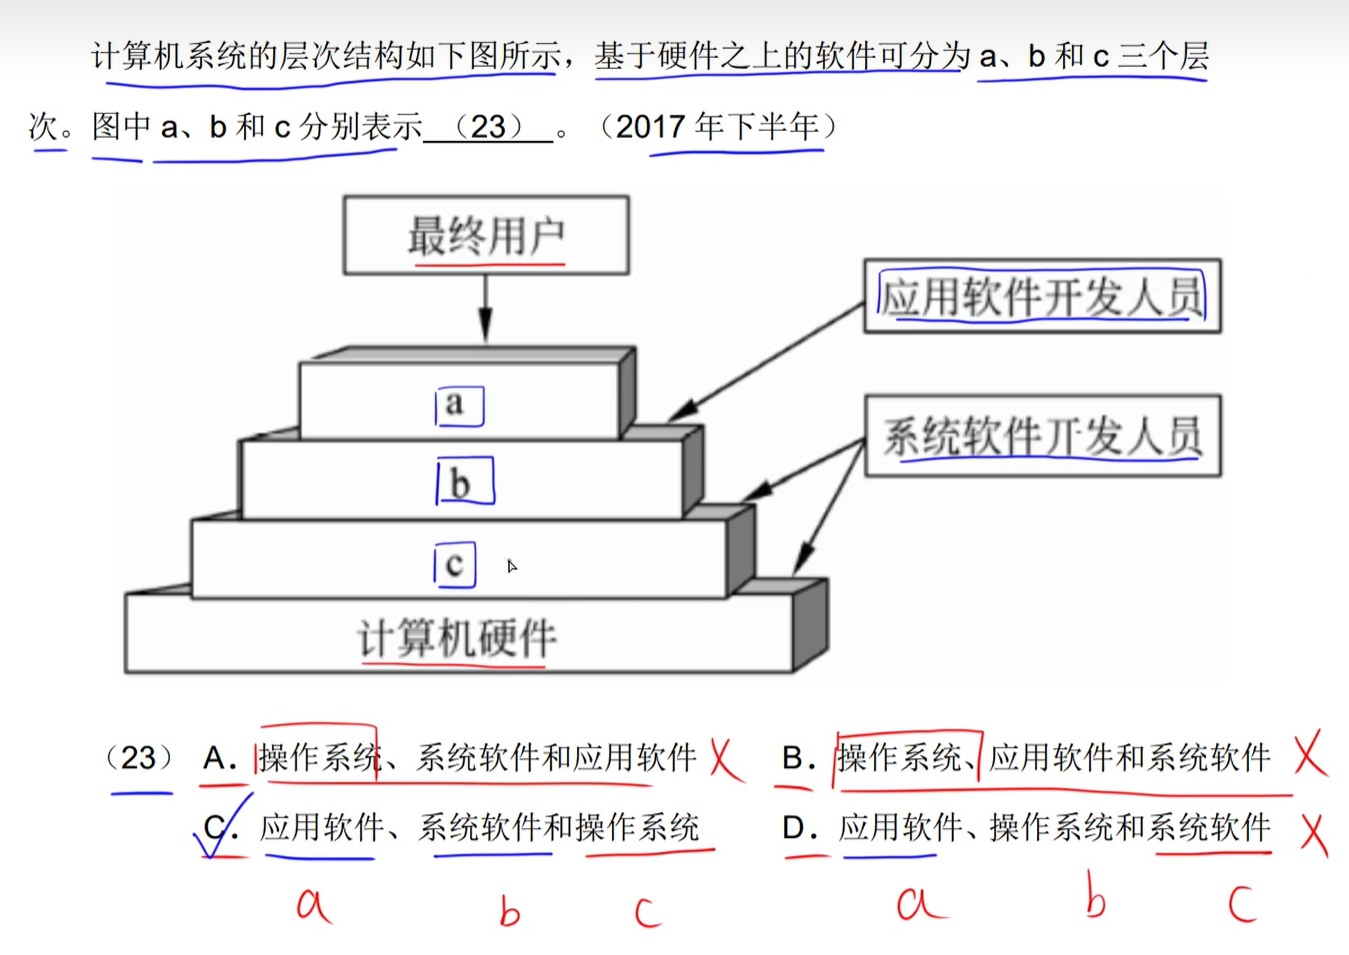 计算机系统的层次结构如下图所示，基于硬件之上的软件可分为 a、b 和 c 三个层
次。图中 a、b 和 c 分别表示 （23） 。（2017 年下半年）
最终用户
应用软件开发人员
a
系统软件开发人员
b
c
计算机硬件
（23） A．操作系统、系统软件和应用软件 X B．操作系统、应用软件和系统软件 X
C．应用软件、系统软件和操作系统 D．应用软件、操作系统和系统软件 X
a b c a b c